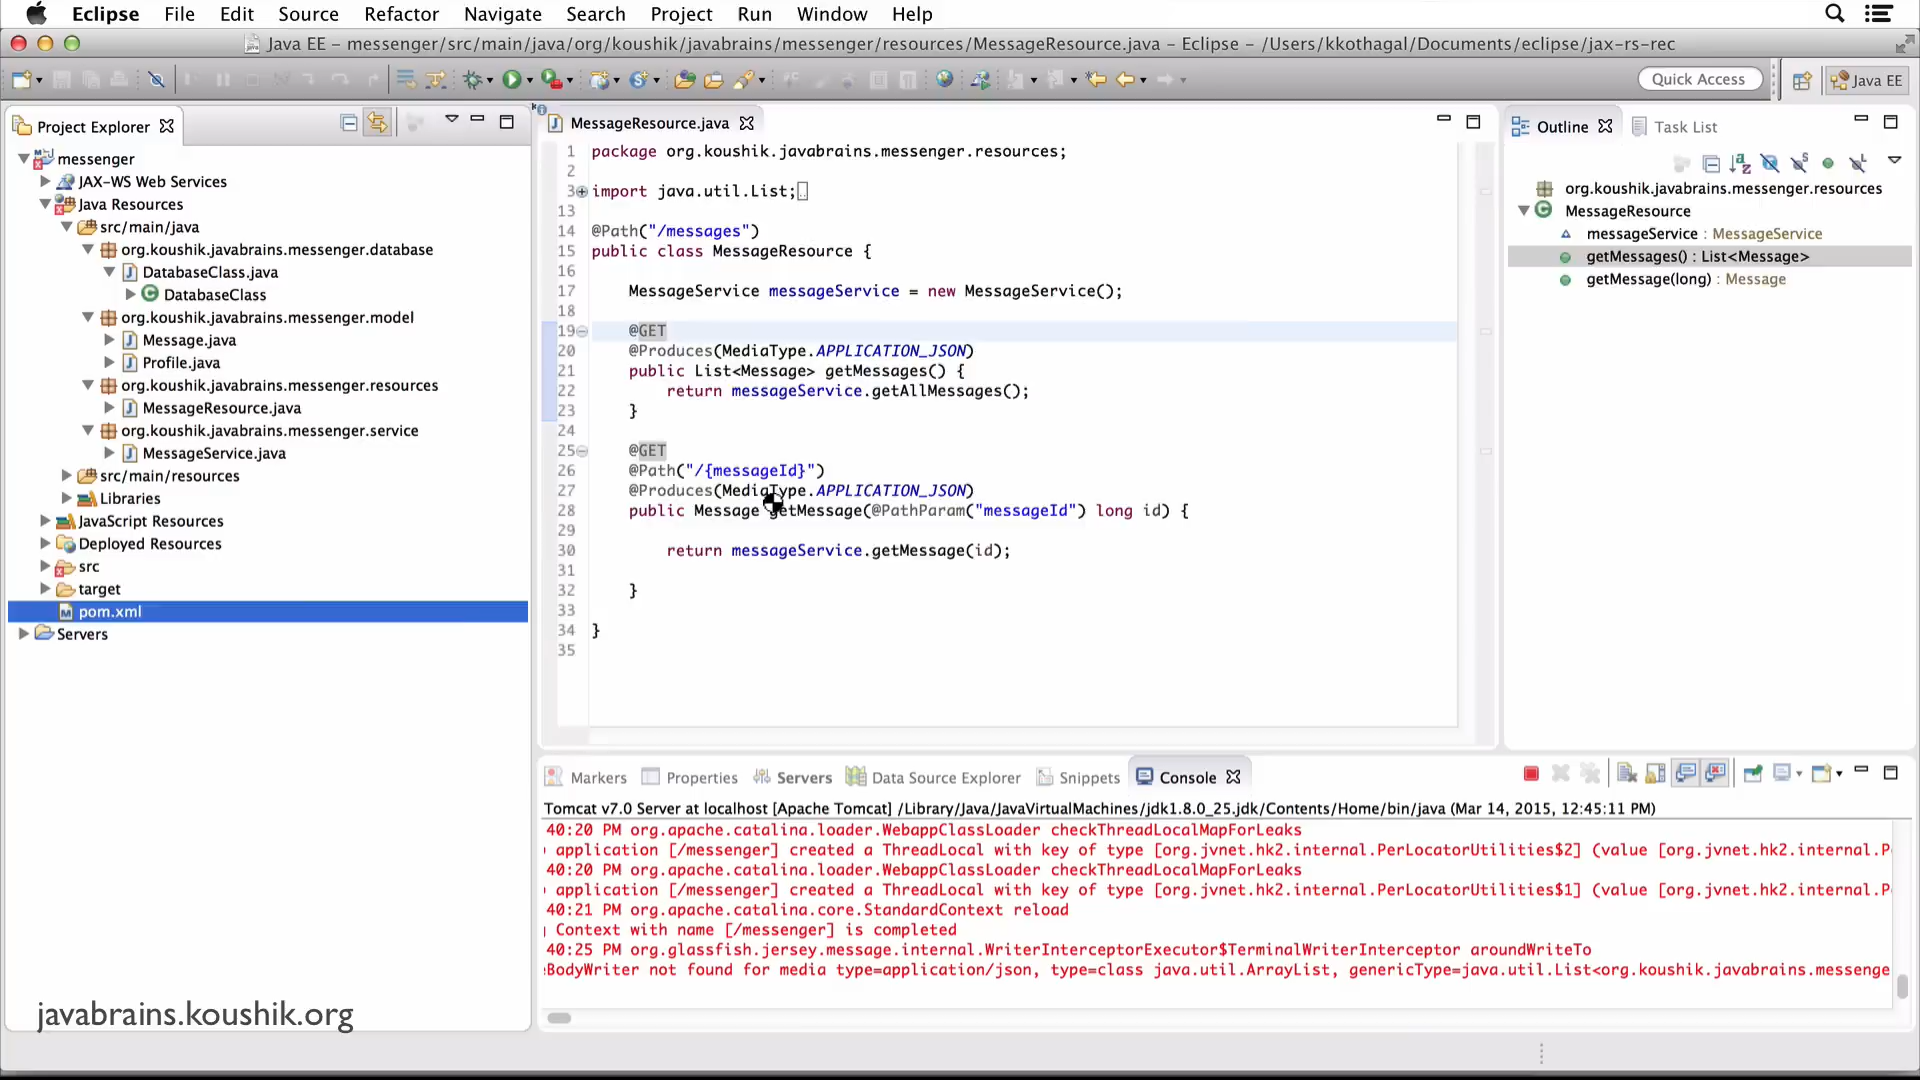 Eclipse File Edit Source Refactor Navigate Search Project Run Window Help
Java EE – messenger/src/main/java/org/koushik/javabrains/messenger/resources/MessageResource.java – Eclipse – /Users/kkothagal/Documents/eclipse/jax-rs-rec
Quick Access
Java EE
Project Explorer
messenger
JAX-WS Web Services
Java Resources
src/main/java
org.koushik.javabrains.messenger.database
DatabaseClass.java
DatabaseClass
org.koushik.javabrains.messenger.model
Message.java
Profile.java
org.koushik.javabrains.messenger.resources
MessageResource.java
org.koushik.javabrains.messenger.service
MessageService.java
src/main/resources
Libraries
JavaScript Resources
Deployed Resources
src
target
pom.xml
Servers
javabrains.koushik.org
MessageResource.java
1 package org.koushik.javabrains.messenger.resources;
2
3 import java.util.List;
13
14 @Path("/messages")
15 public class MessageResource {
16
17 MessageService messageService = new MessageService();
18
19 @GET
20 @Produces(MediaType.APPLICATION_JSON)
21 public List<Message> getMessages() {
22 return messageService.getAllMessages();
23 }
24
25 @GET
26 @Path("/{messageId}")
27 @Produces(MediaType.APPLICATION_JSON)
28 public Message getMessage(@PathParam("messageId") long id) {
29
30 return messageService.getMessage(id);
31
32 }
33
34 }
35
Outline Task List
org.koushik.javabrains.messenger.resources
MessageResource
messageService : MessageService
getMessages() : List<Message>
getMessage(long) : Message
Markers Properties Servers Data Source Explorer Snippets Console
Tomcat v7.0 Server at localhost [Apache Tomcat] /Library/Java/JavaVirtualMachines/jdk1.8.0_25.jdk/Contents/Home/bin/java (Mar 14, 2015, 12:45:11 PM)
40:20 PM org.apache.catalina.loader.WebappClassLoader checkThreadLocalMapForLeaks
application [/messenger] created a ThreadLocal with key of type [org.jvnet.hk2.internal.PerLocatorUtilities$2] (value [org.jvnet.hk2.internal.P
40:20 PM org.apache.catalina.loader.WebappClassLoader checkThreadLocalMapForLeaks
application [/messenger] created a ThreadLocal with key of type [org.jvnet.hk2.internal.PerLocatorUtilities$1] (value [org.jvnet.hk2.internal.P
40:21 PM org.apache.catalina.core.StandardContext reload
Context with name [/messenger] is completed
40:25 PM org.glassfish.jersey.message.internal.WriterInterceptorExecutor$TerminalWriterInterceptor aroundWriteTo
BodyWriter not found for media type=application/json, type=class java.util.ArrayList, genericType=java.util.List<org.koushik.javabrains.messenge